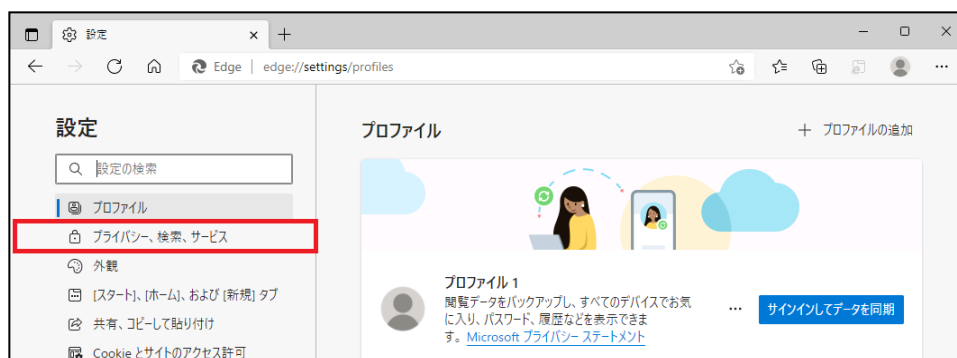 設定
Edge | edge://settings/profiles
設定
プロファイル
＋ プロファイルの追加
設定の検索
プロファイル
プライバシー、検索、サービス
外観
[スタート]、[ホーム]、および [新規] タブ
共有、コピーして貼り付け
Cookie とサイトのアクセス許可
プロファイル 1
閲覧データをバックアップし、すべてのデバイスでお気
に入り、パスワード、履歴などを表示できま
す。Microsoft プライバシー ステートメント
サインインしてデータを同期